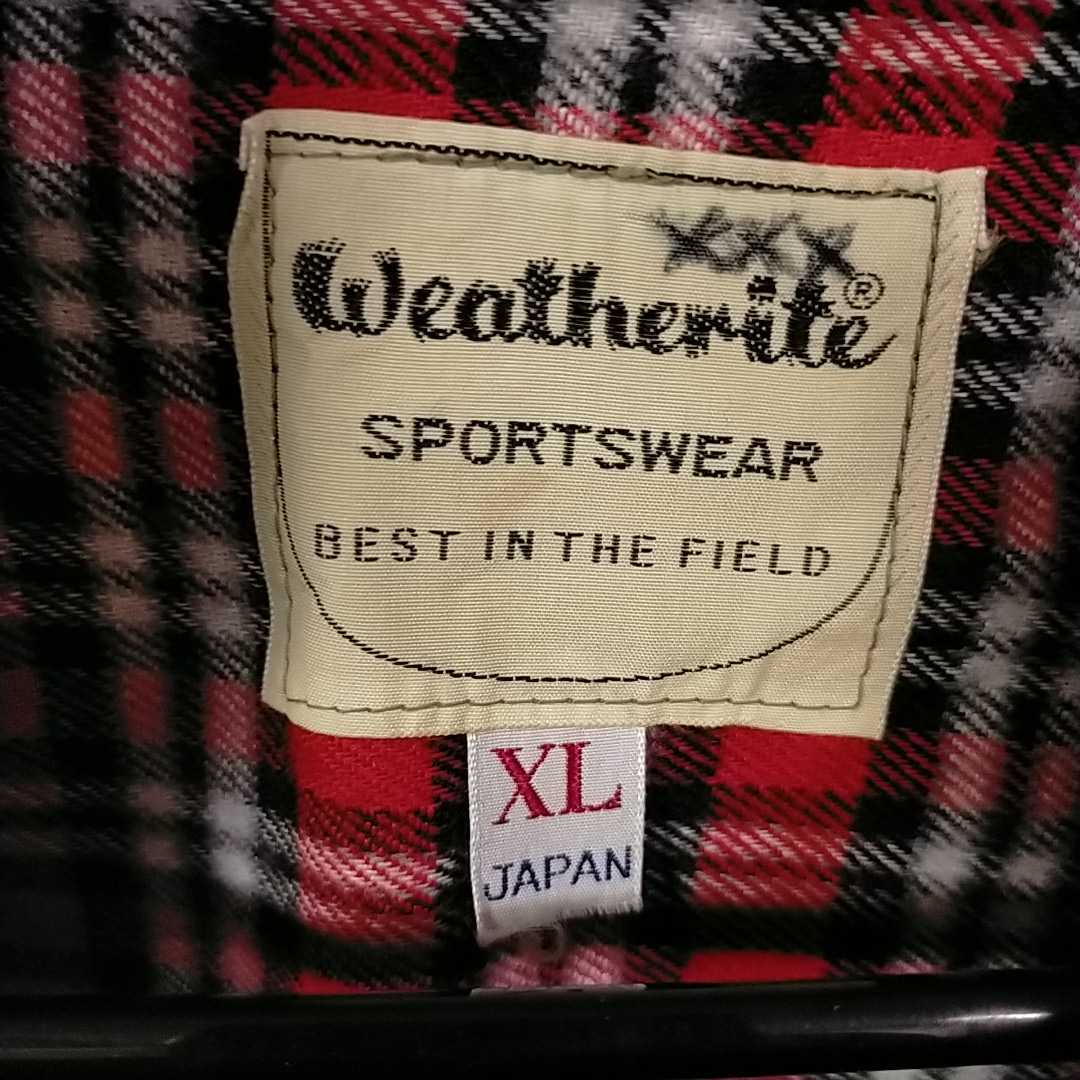 xxx
Weatherite®
SPORTSWEAR
BEST IN THE FIELD
XL
JAPAN